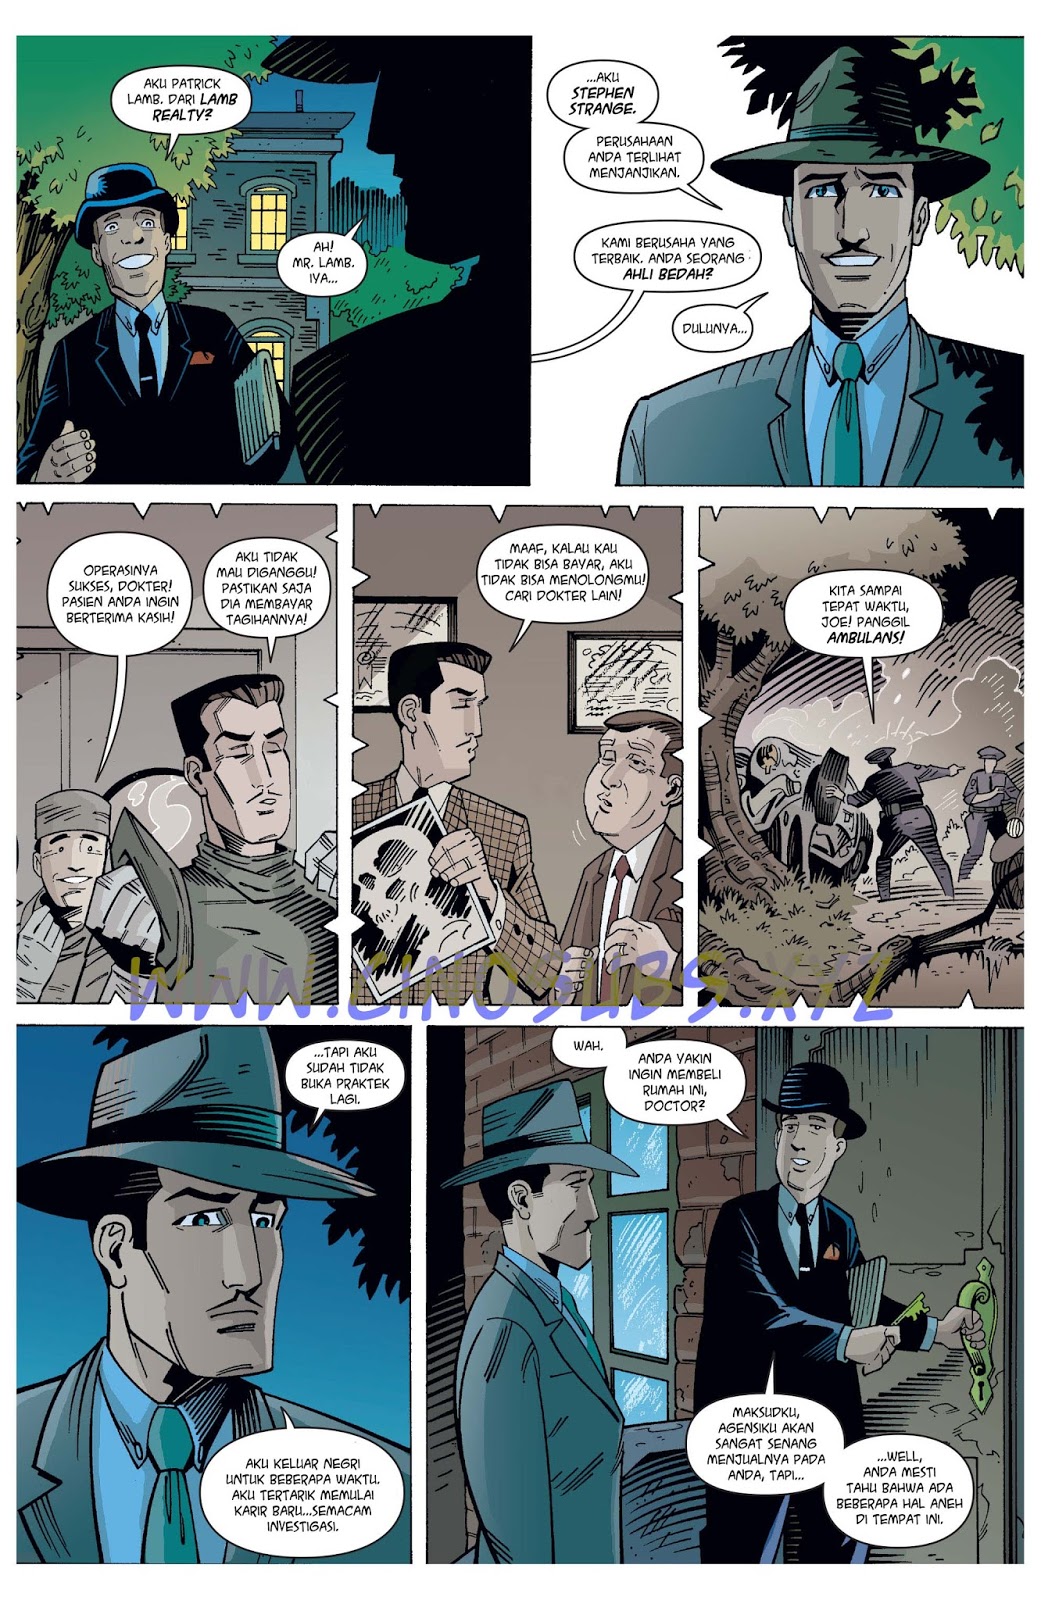 AKU PATRICK
LAMB. DARI LAMB
REALTY?
AH!
MR. LAMB.
IYA...
...AKU
STEPHEN
STRANGE.
PERUSAHAAN
ANDA TERLIHAT
MENJANJIKAN.
KAMI BERUSAHA YANG
TERBAIK. ANDA SEORANG
AHLI BEDAH?
DULUNYA...
OPERASINYA
SUKSES, DOKTER!
PASIEN ANDA INGIN
BERTERIMA KASIH!
AKU TIDAK
MAU DIGANGGU!
PASTIKAN SAJA
DIA MEMBAYAR
TAGIHANNYA!
MAAF, KALAU KAU
TIDAK BISA BAYAR, AKU
TIDAK BISA MENOLONGMU!
CARI DOKTER LAIN!
KITA SAMPAI
TEPAT WAKTU,
JOE! PANGGIL
AMBULANS!
WWW.CINOSUBS.XYZ
...TAPI AKU
SUDAH TIDAK
BUKA PRAKTEK
LAGI.
AKU KELUAR NEGRI
UNTUK BEBERAPA WAKTU.
AKU TERTARIK MEMULAI
KARIR BARU...SEMACAM
INVESTIGASI.
WAH.
ANDA YAKIN
INGIN MEMBELI
RUMAH INI,
DOCTOR?
MAKSUDKU,
AGENSIKU AKAN
SANGAT SENANG
MENJUALNYA PADA
ANDA, TAPI...
...WELL,
ANDA MESTI
TAHU BAHWA ADA
BEBERAPA HAL ANEH
DI TEMPAT INI.